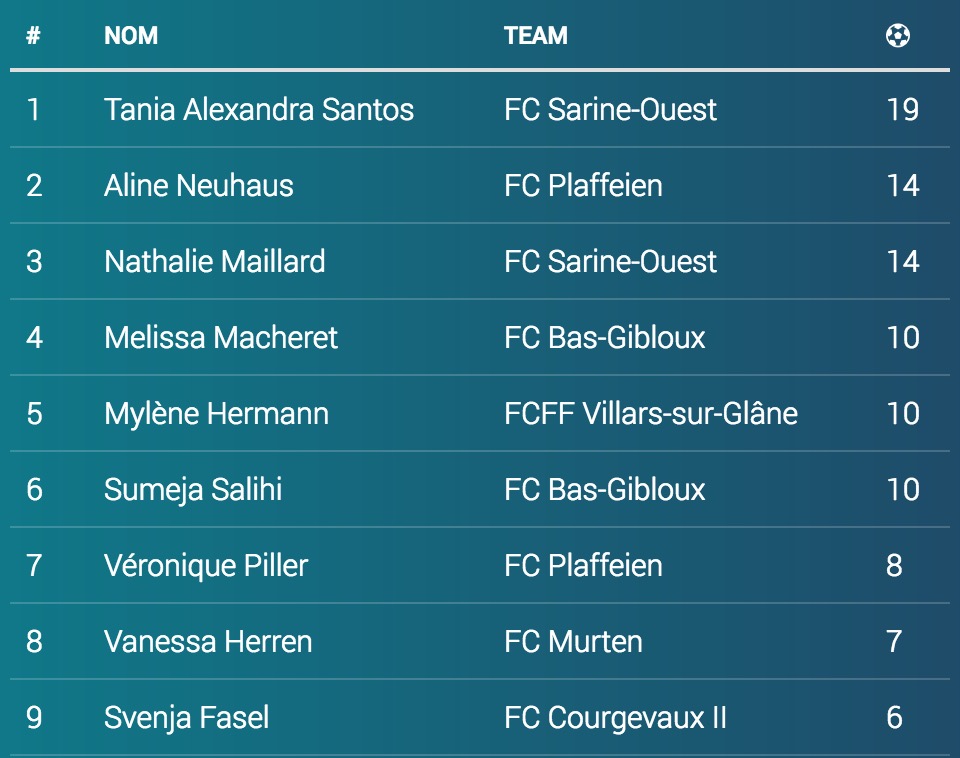 # NOM TEAM
1 Tania Alexandra Santos FC Sarine-Ouest 19
2 Aline Neuhaus FC Plaffeien 14
3 Nathalie Maillard FC Sarine-Ouest 14
4 Melissa Macheret FC Bas-Gibloux 10
5 Mylène Hermann FCFF Villars-sur-Glâne 10
6 Sumeja Salihi FC Bas-Gibloux 10
7 Véronique Piller FC Plaffeien 8
8 Vanessa Herren FC Murten 7
9 Svenja Fasel FC Courgevaux II 6